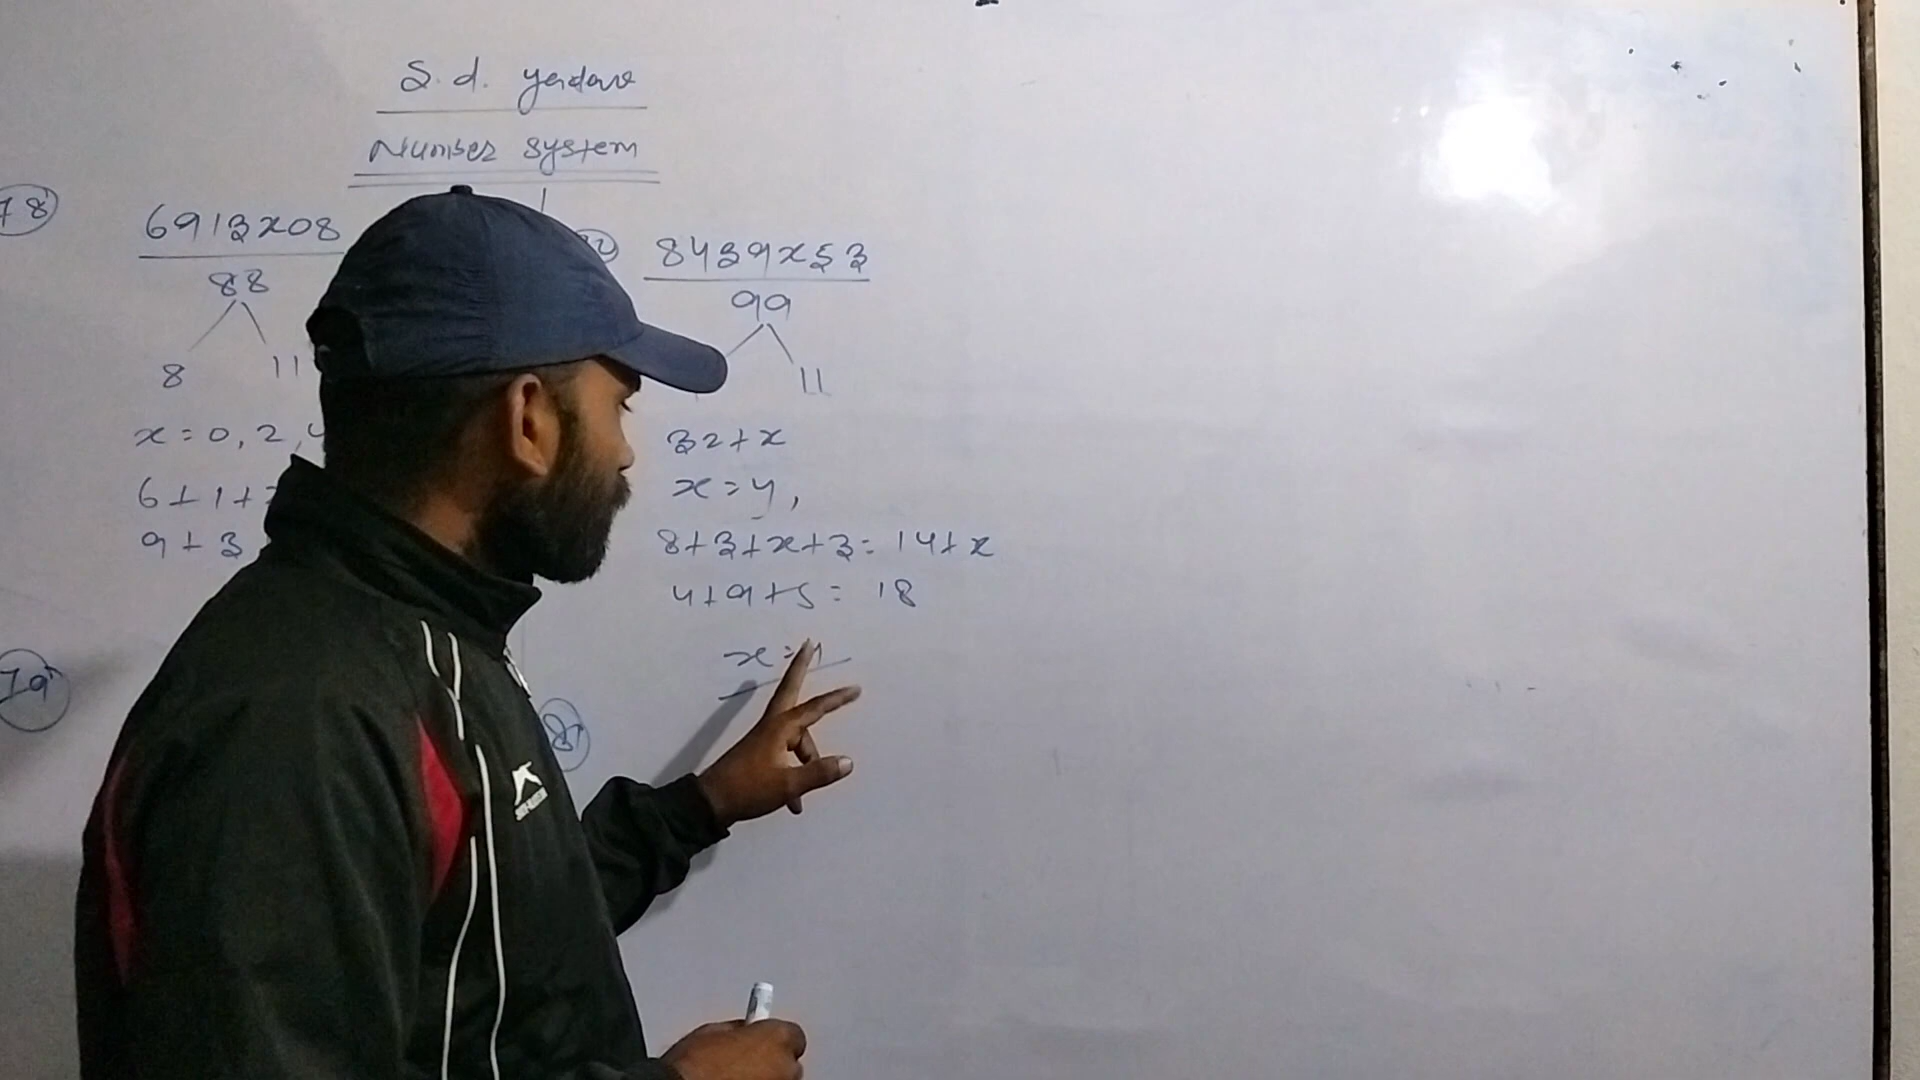 S.d. yadav
Number system
78
6913x08
88
8 11
x=0,2,4
6+1+
9+3
79
8439x53
99
11
32+x
x=4,
8+3+x+3=14+x
4+9+5= 18
x=4
81